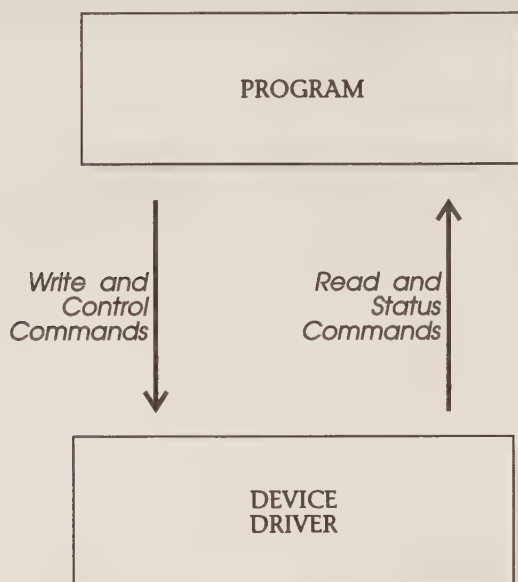 PROGRAM
Write and
Control
Commands
Read and
Status
Commands
DEVICE
DRIVER